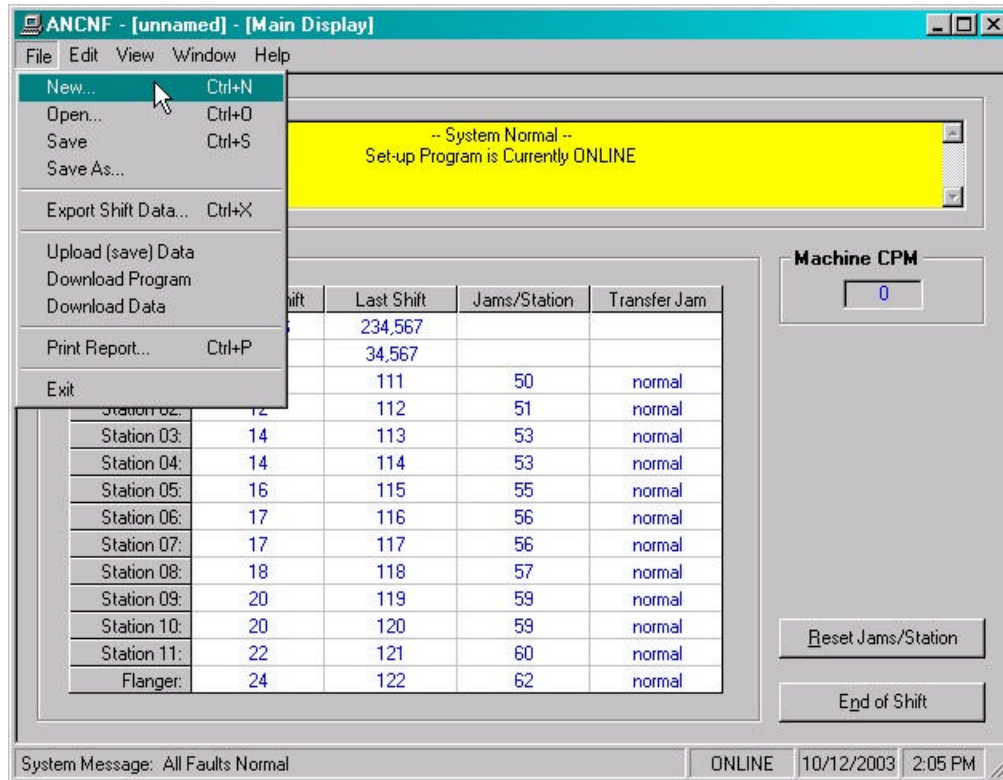 ANCNF - [unnamed] - [Main Display]
File Edit View Window Help
New... Ctrl+N
Open... Ctrl+O
Save Ctrl+S
Save As...
Export Shift Data... Ctrl+X
Upload (save) Data
Download Program
Download Data
Print Report... Ctrl+P
Exit
-- System Normal --
Set-up Program is Currently ONLINE
Machine CPM
0
Last Shift Jams/Station Transfer Jam
234,567
34,567
111 50 normal
Station 02: 12 112 51 normal
Station 03: 14 113 53 normal
Station 04: 14 114 53 normal
Station 05: 16 115 55 normal
Station 06: 17 116 56 normal
Station 07: 17 117 56 normal
Station 08: 18 118 57 normal
Station 09: 20 119 59 normal
Station 10: 20 120 59 normal
Station 11: 22 121 60 normal
Flanger: 24 122 62 normal
Reset Jams/Station
End of Shift
System Message: All Faults Normal ONLINE 10/12/2003 2:05 PM